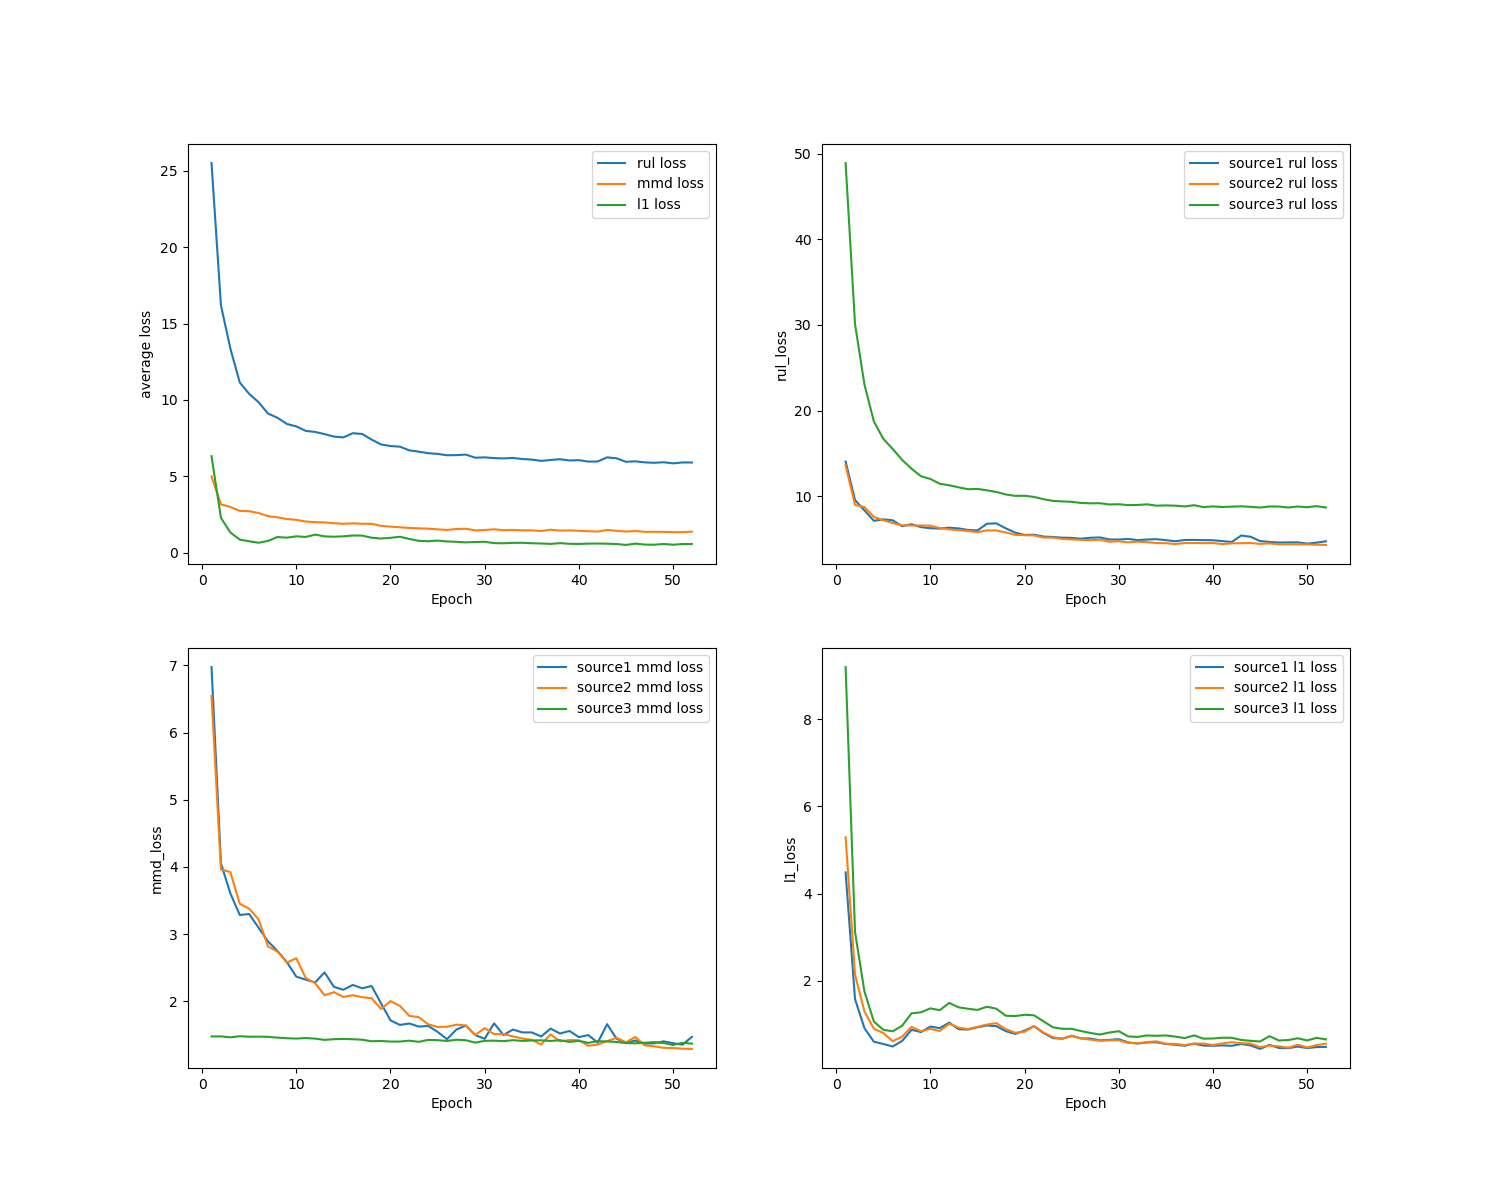 average loss
25
20
15
10
5
0
rul loss
mmd loss
l1 loss
0 10 20 30 40 50
Epoch
rul_loss
50
40
30
20
10
source1 rul loss
source2 rul loss
source3 rul loss
0 10 20 30 40 50
Epoch
mmd_loss
7
6
5
4
3
2
source1 mmd loss
source2 mmd loss
source3 mmd loss
0 10 20 30 40 50
Epoch
l1_loss
8
6
4
2
source1 l1 loss
source2 l1 loss
source3 l1 loss
0 10 20 30 40 50
Epoch